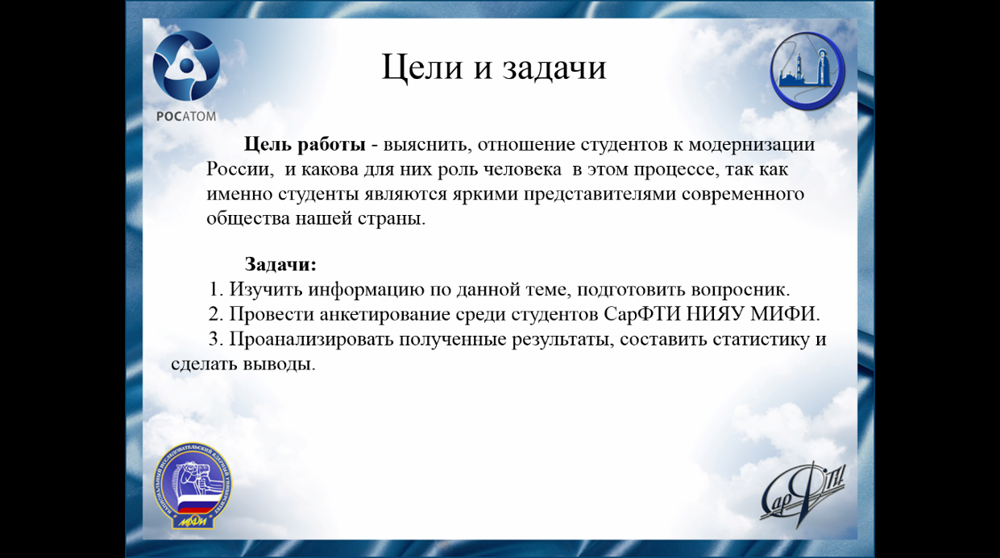 РОСАТОМ
Цели и задачи
Цель работы - выяснить, отношение студентов к модернизации
России, и какова для них роль человека в этом процессе, так как
именно студенты являются яркими представителями современного
общества нашей страны.
Задачи:
1. Изучить информацию по данной теме, подготовить вопросник.
2. Провести анкетирование среди студентов СарФТИ НИЯУ МИФИ.
3. Проанализировать полученные результаты, составить статистику и
сделать выводы.
НАЦИОНАЛЬНЫЙ ИССЛЕДОВАТЕЛЬСКИЙ ЯДЕРНЫЙ УНИВЕРСИТЕТ
МИФИ
СарФТИ